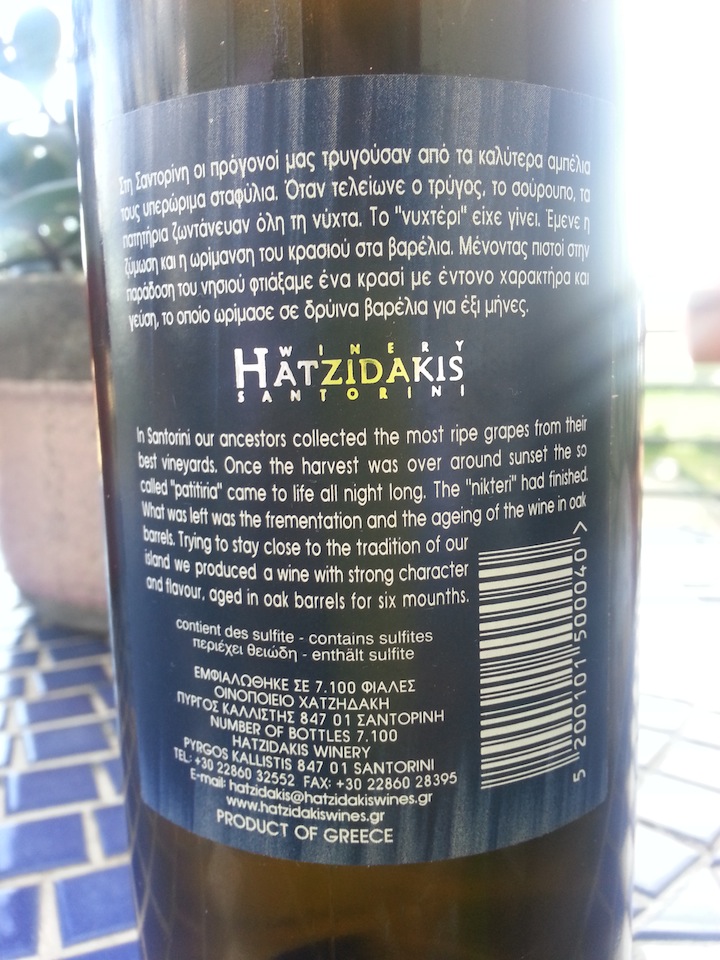 Στη Σαντορίνη οι πρόγονοί μας τρυγούσαν από τα καλύτερα αμπέλια
τους υπερώριμα σταφύλια. Όταν τελείωνε ο τρύγος, το σούρουπο, τα
πατητήρια ζωντάνευαν όλη τη νύχτα. Το "νυχτέρι" είχε γίνει. Έμενε η
ζύμωση και η ωρίμανση του κρασιού στα βαρέλια. Μένοντας πιστοί στην
παράδοση του νησιού φτιάξαμε ένα κρασί με έντονο χαρακτήρα και
γεύση, το οποίο ωρίμασε σε δρύινα βαρέλια για έξι μήνες.
WINERY
HATZIDAKIS
SANTORINI
In Santorini our ancestors collected the most ripe grapes from their
best vineyards. Once the harvest was over around sunset the so
called "patitiria" came to life all night long. The "nikteri" had finished.
What was left was the frementation and the ageing of the wine in oak
barrels. Trying to stay close to the tradition of our
island we produced a wine with strong character
and flavour, aged in oak barrels for six mounths.
contient des sulfite - contains sulfites
περιέχει θειώδη - enthält sulfite
ΕΜΦΙΑΛΩΘΗΚΕ ΣΕ 7.100 ΦΙΑΛΕΣ
ΟΙΝΟΠΟΙΕΙΟ ΧΑΤΖΗΔΑΚΗ
ΠΥΡΓΟΣ ΚΑΛΛΙΣΤΗΣ 847 01 ΣΑΝΤΟΡΙΝΗ
NUMBER OF BOTTLES 7.100
HATZIDAKIS WINERY
PYRGOS KALLISTIS 847 01 SANTORINI
TEL: +30 22860 32552 FAX: +30 22860 28395
E-mail: hatzidakis@hatzidakiswines.gr
www.hatzidakiswines.gr
PRODUCT OF GREECE
5 200101 500040 >